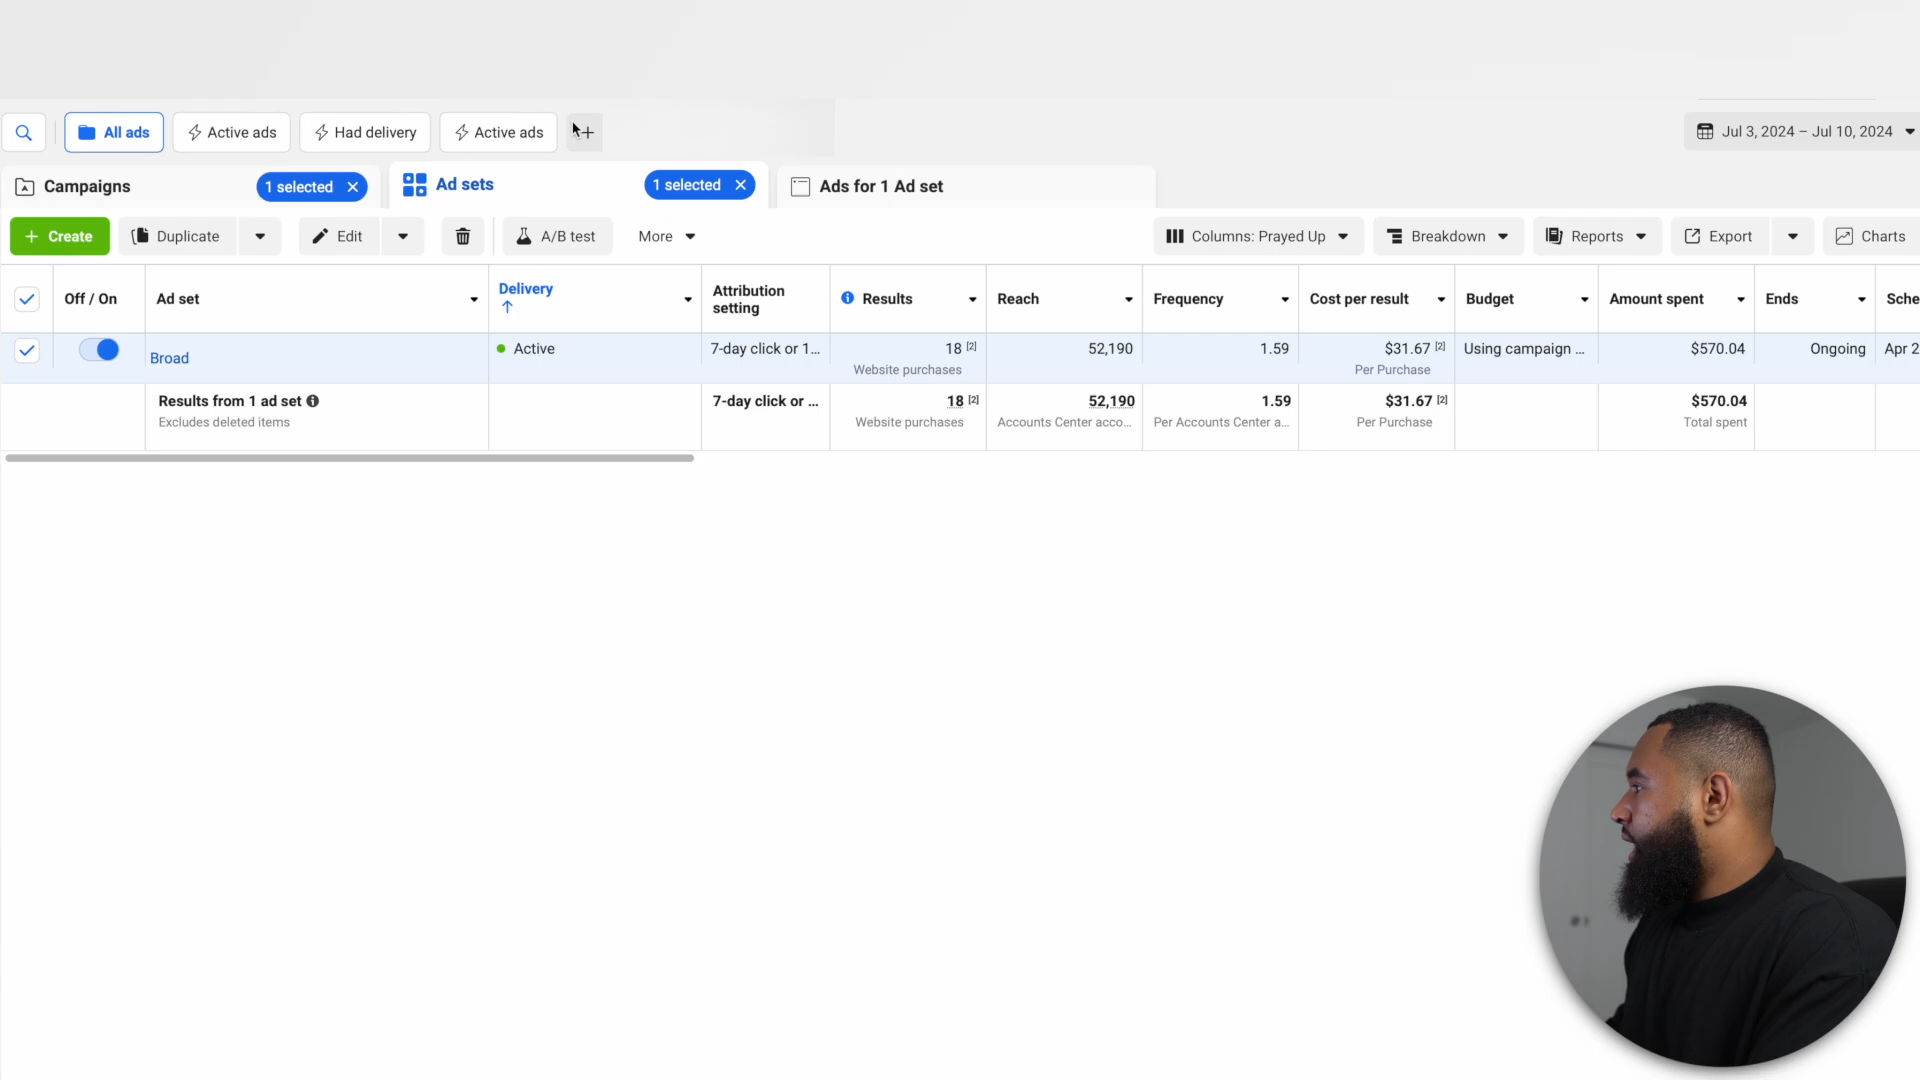 All ads
Active ads
Had delivery
Active ads
Jul 3, 2024 – Jul 10, 2024
Campaigns
1 selected
Ad sets
1 selected
Ads for 1 Ad set
Create
Duplicate
Edit
A/B test
More
Columns: Prayed Up
Breakdown
Reports
Export
Charts
Off / On
Ad set
Delivery
Attribution
setting
Results
Reach
Frequency
Cost per result
Budget
Amount spent
Ends
Sche
Broad
Active
7-day click or 1...
18 [2]
Website purchases
52,190
1.59
$31.67 [2]
Per Purchase
Using campaign ...
$570.04
Ongoing
Apr 2
Results from 1 ad set
Excludes deleted items
7-day click or ...
18 [2]
Website purchases
52,190
Accounts Center acco...
1.59
Per Accounts Center a...
$31.67 [2]
Per Purchase
$570.04
Total spent